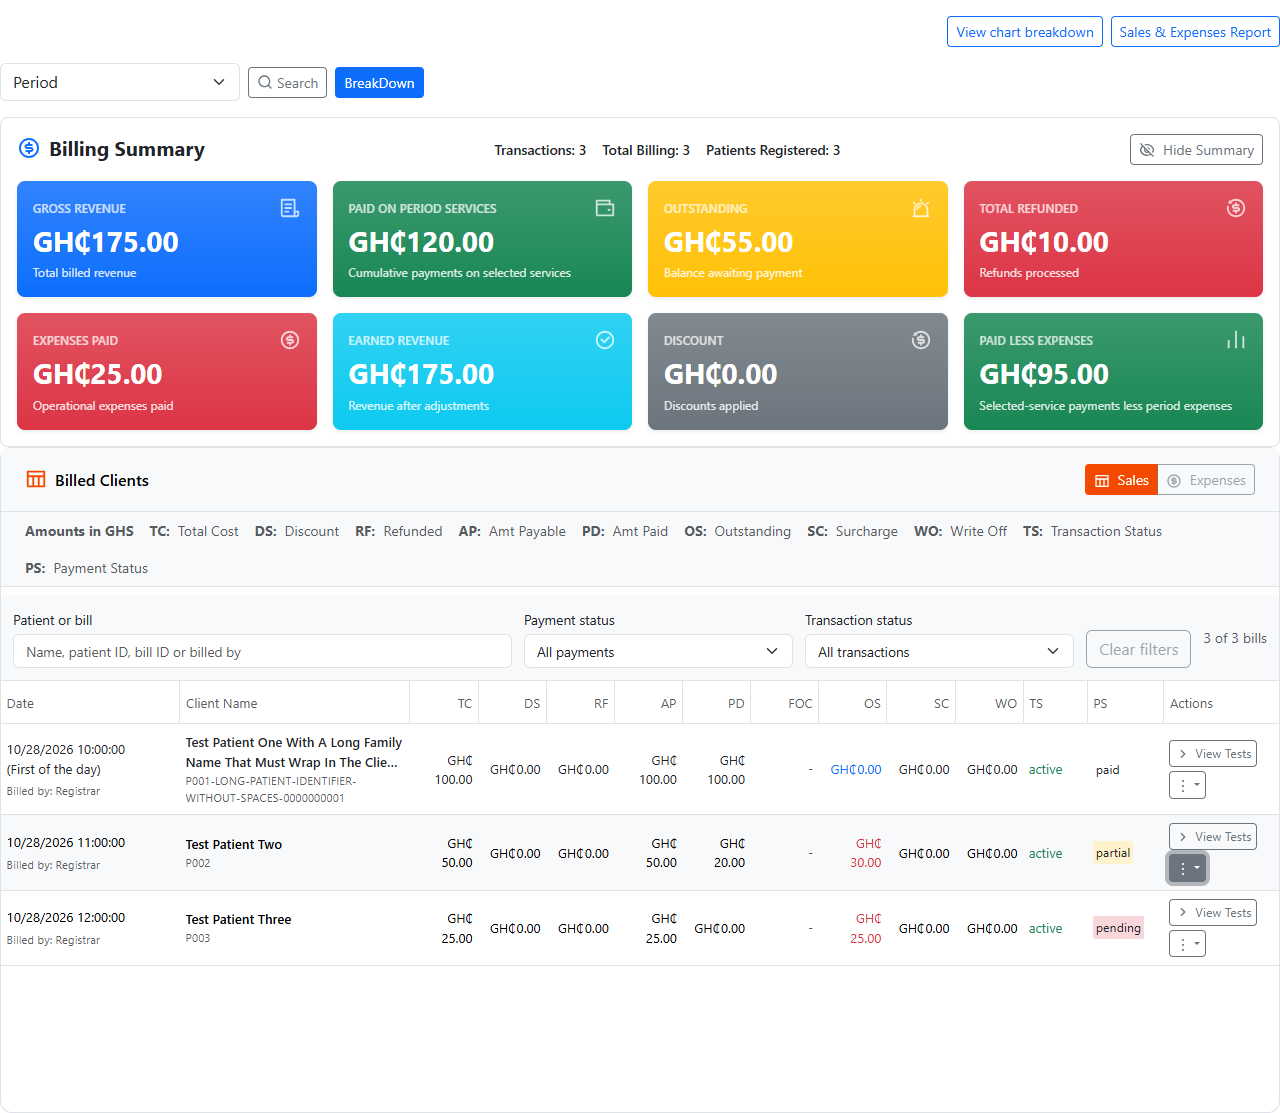 View chart breakdown Sales & Expenses Report
Period Search BreakDown
Billing Summary Transactions: 3 Total Billing: 3 Patients Registered: 3 Hide Summary
GROSS REVENUE
GH₵175.00
Total billed revenue
PAID ON PERIOD SERVICES
GH₵120.00
Cumulative payments on selected services
OUTSTANDING
GH₵55.00
Balance awaiting payment
TOTAL REFUNDED
GH₵10.00
Refunds processed
EXPENSES PAID
GH₵25.00
Operational expenses paid
EARNED REVENUE
GH₵175.00
Revenue after adjustments
DISCOUNT
GH₵0.00
Discounts applied
PAID LESS EXPENSES
GH₵95.00
Selected-service payments less period expenses
Billed Clients Sales Expenses
Amounts in GHS TC: Total Cost DS: Discount RF: Refunded AP: Amt Payable PD: Amt Paid OS: Outstanding SC: Surcharge WO: Write Off TS: Transaction Status
PS: Payment Status
Patient or bill Payment status Transaction status
Name, patient ID, bill ID or billed by All payments All transactions Clear filters 3 of 3 bills
Date Client Name TC DS RF AP PD FOC OS SC WO TS PS Actions
10/28/2026 10:00:00
(First of the day)
Billed by: Registrar
Test Patient One With A Long Family
Name That Must Wrap In The Clie...
P001-LONG-PATIENT-IDENTIFIER-
WITHOUT-SPACES-0000000001
GH₵
100.00
GH₵0.00
GH₵0.00
GH₵
100.00
GH₵
100.00
-
GH₵0.00
GH₵0.00
GH₵0.00
active
paid
View Tests
10/28/2026 11:00:00
Billed by: Registrar
Test Patient Two
P002
GH₵
50.00
GH₵0.00
GH₵0.00
GH₵
50.00
GH₵
20.00
-
GH₵
30.00
GH₵0.00
GH₵0.00
active
partial
View Tests
10/28/2026 12:00:00
Billed by: Registrar
Test Patient Three
P003
GH₵
25.00
GH₵0.00
GH₵0.00
GH₵
25.00
GH₵0.00
-
GH₵
25.00
GH₵0.00
GH₵0.00
active
pending
View Tests